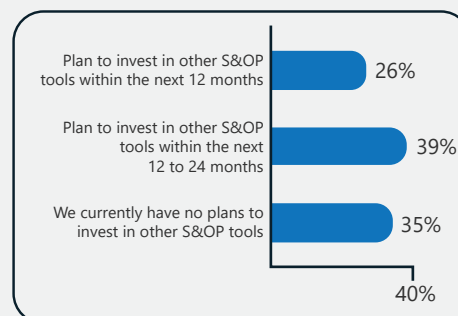 Plan to invest in other S&OP
tools within the next 12 months
26%
Plan to invest in other S&OP
tools within the next
12 to 24 months
39%
We currently have no plans to
invest in other S&OP tools
35%
40%